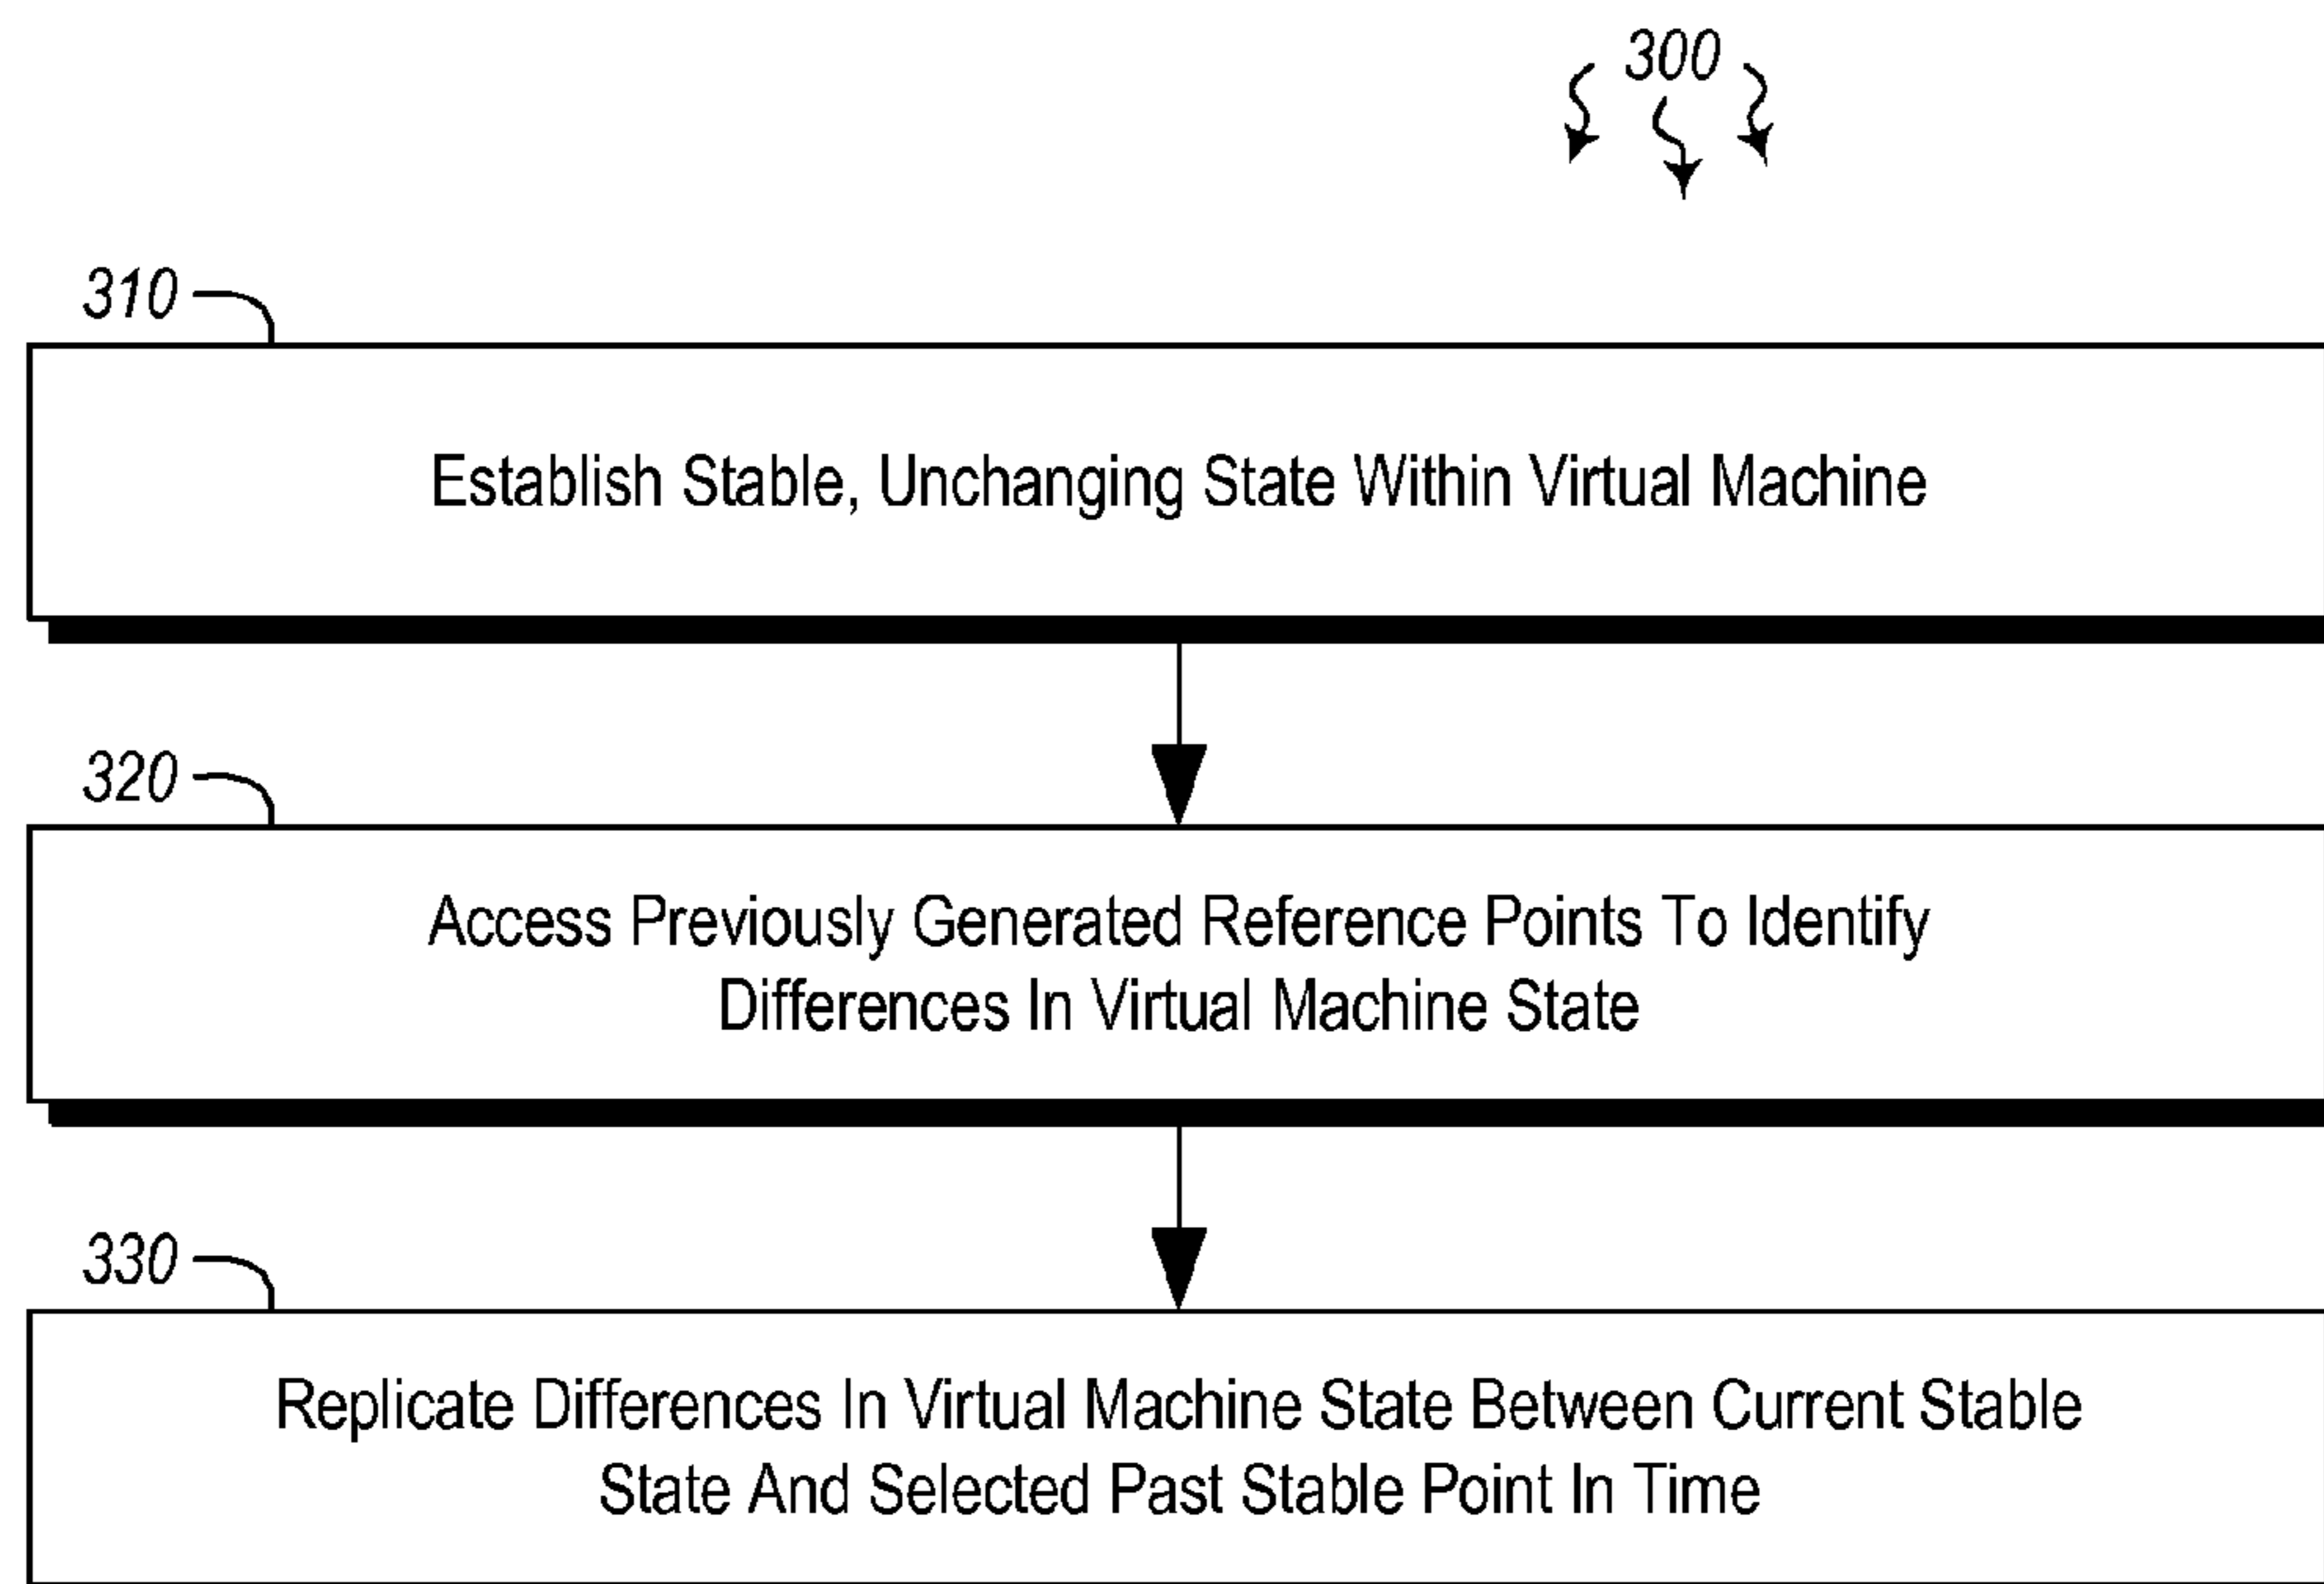 300
310
Establish Stable, Unchanging State Within Virtual Machine
320
Access Previously Generated Reference Points To Identify
Differences In Virtual Machine State
330
Replicate Differences In Virtual Machine State Between Current Stable
State And Selected Past Stable Point In Time